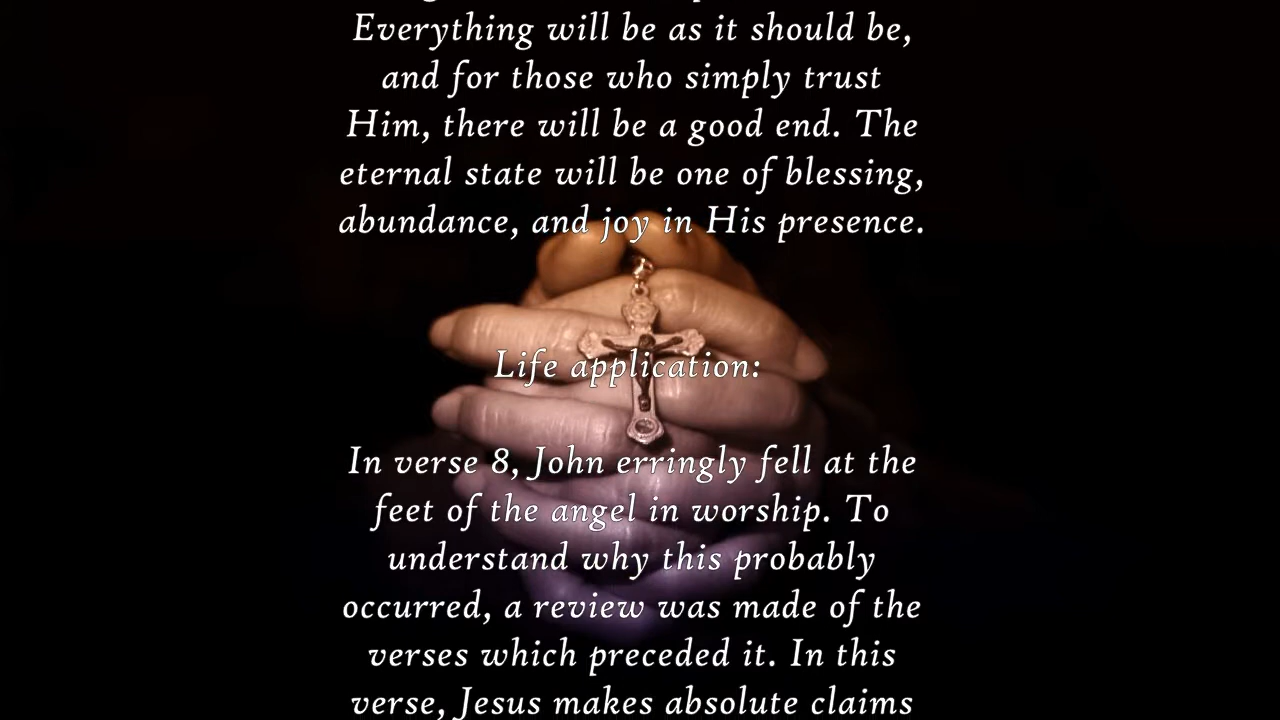 Everything will be as it should be,
and for those who simply trust
Him, there will be a good end. The
eternal state will be one of blessing,
abundance, and joy in His presence.
Life application:
In verse 8, John erringly fell at the
feet of the angel in worship. To
understand why this probably
occurred, a review was made of the
verses which preceded it. In this
verse, Jesus makes absolute claims